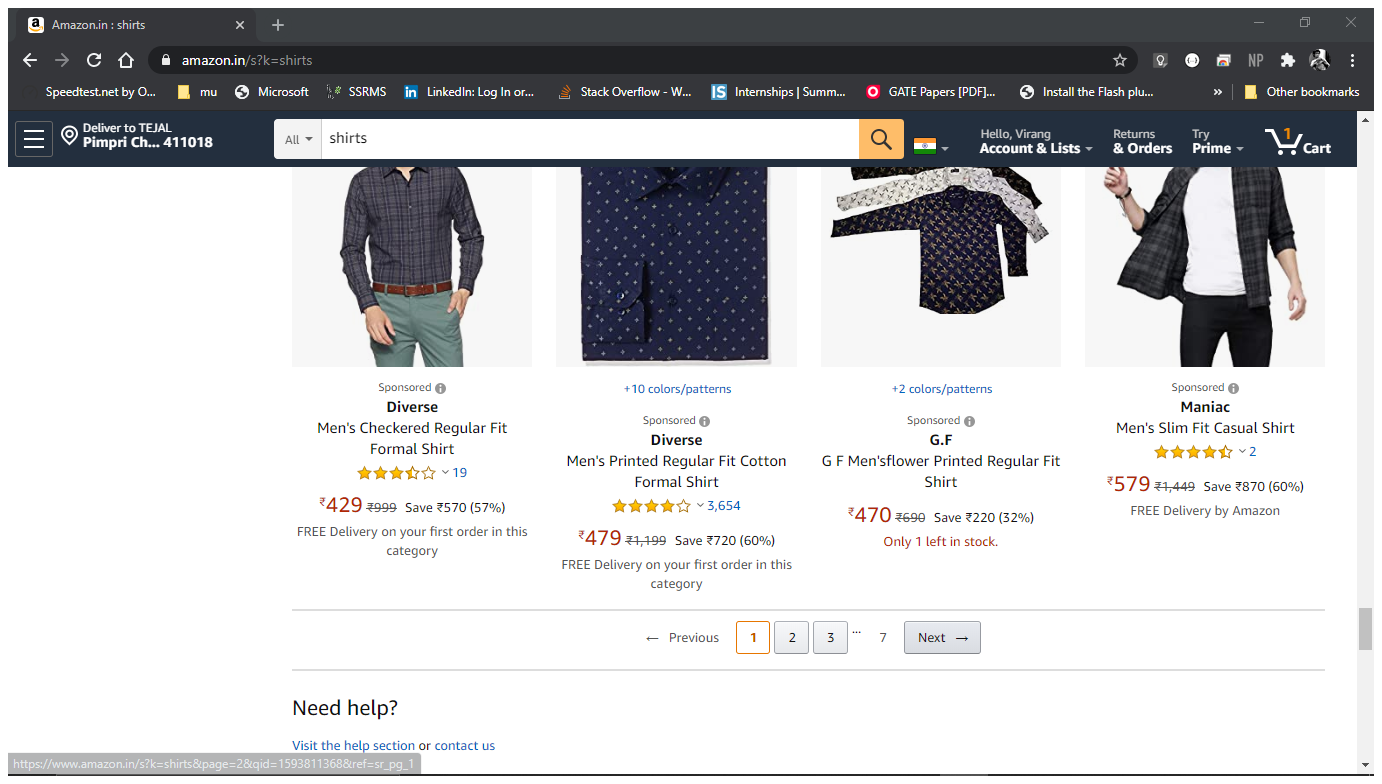 Amazon.in : shirts
amazon.in/s?k=shirts
NP
Speedtest.net by O...
mu
Microsoft
SSRMS
LinkedIn: Log In or...
Stack Overflow - W...
IS
Internships | Summ...
GATE Papers [PDF]...
Install the Flash plu...
»
Other bookmarks
Deliver to TEJAL
Pimpri Ch... 411018
All
shirts
Hello, Virang
Account & Lists
Returns
& Orders
Try
Prime
1
Cart
Sponsored
Diverse
Men's Checkered Regular Fit
Formal Shirt
19
₹429 ₹999 Save ₹570 (57%)
FREE Delivery on your first order in this
category
+10 colors/patterns
Sponsored
Diverse
Men's Printed Regular Fit Cotton
Formal Shirt
3,654
₹479 ₹1,199 Save ₹720 (60%)
FREE Delivery on your first order in this
category
+2 colors/patterns
Sponsored
G.F
G F Men'sflower Printed Regular Fit
Shirt
₹470 ₹690 Save ₹220 (32%)
Only 1 left in stock.
Sponsored
Maniac
Men's Slim Fit Casual Shirt
2
₹579 ₹1,449 Save ₹870 (60%)
FREE Delivery by Amazon
← Previous 1 2 3 ... 7 Next →
Need help?
Visit the help section or contact us
https://www.amazon.in/s?k=shirts&page=2&qid=1593811368&ref=sr_pg_1